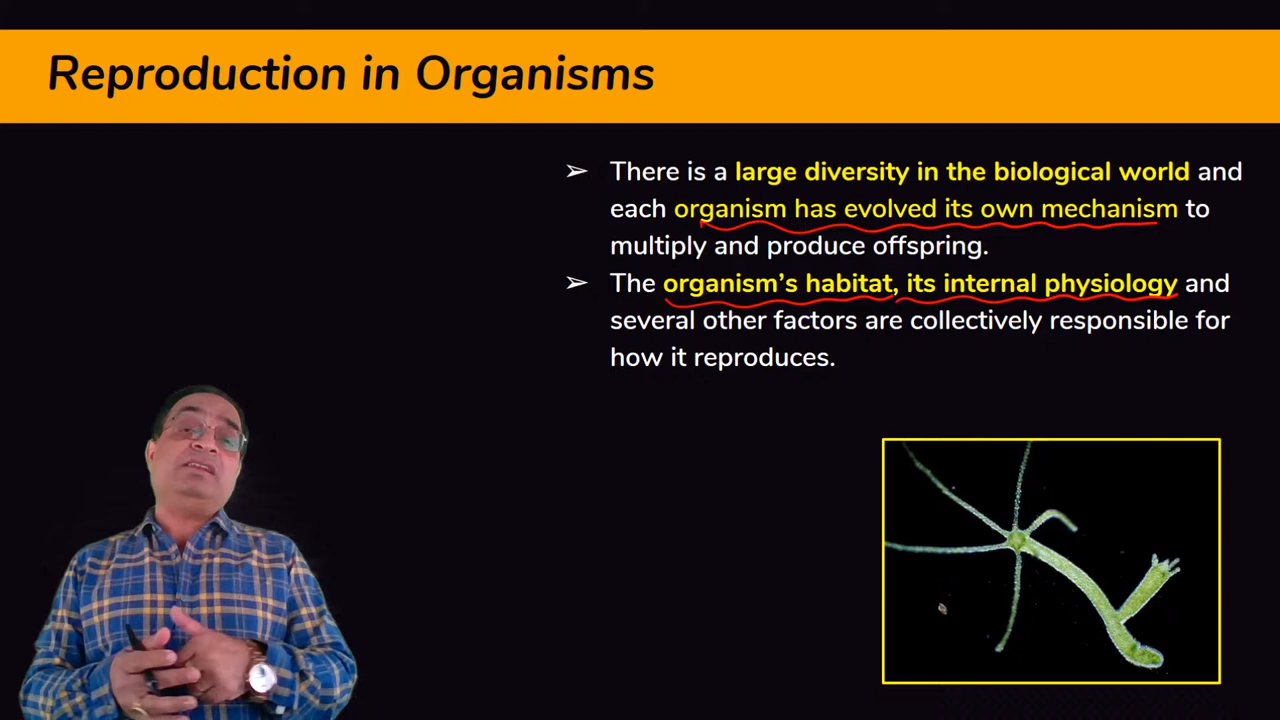 Reproduction in Organisms
➢ There is a large diversity in the biological world and
each organism has evolved its own mechanism to
multiply and produce offspring.
➢ The organism's habitat, its internal physiology and
several other factors are collectively responsible for
how it reproduces.